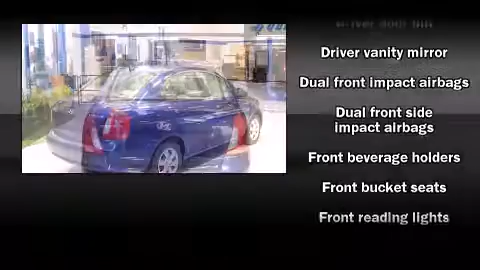 Driver vanity mirror
Dual front impact airbags
Dual front side
impact airbags
Front beverage holders
Front bucket seats
Front reading lights